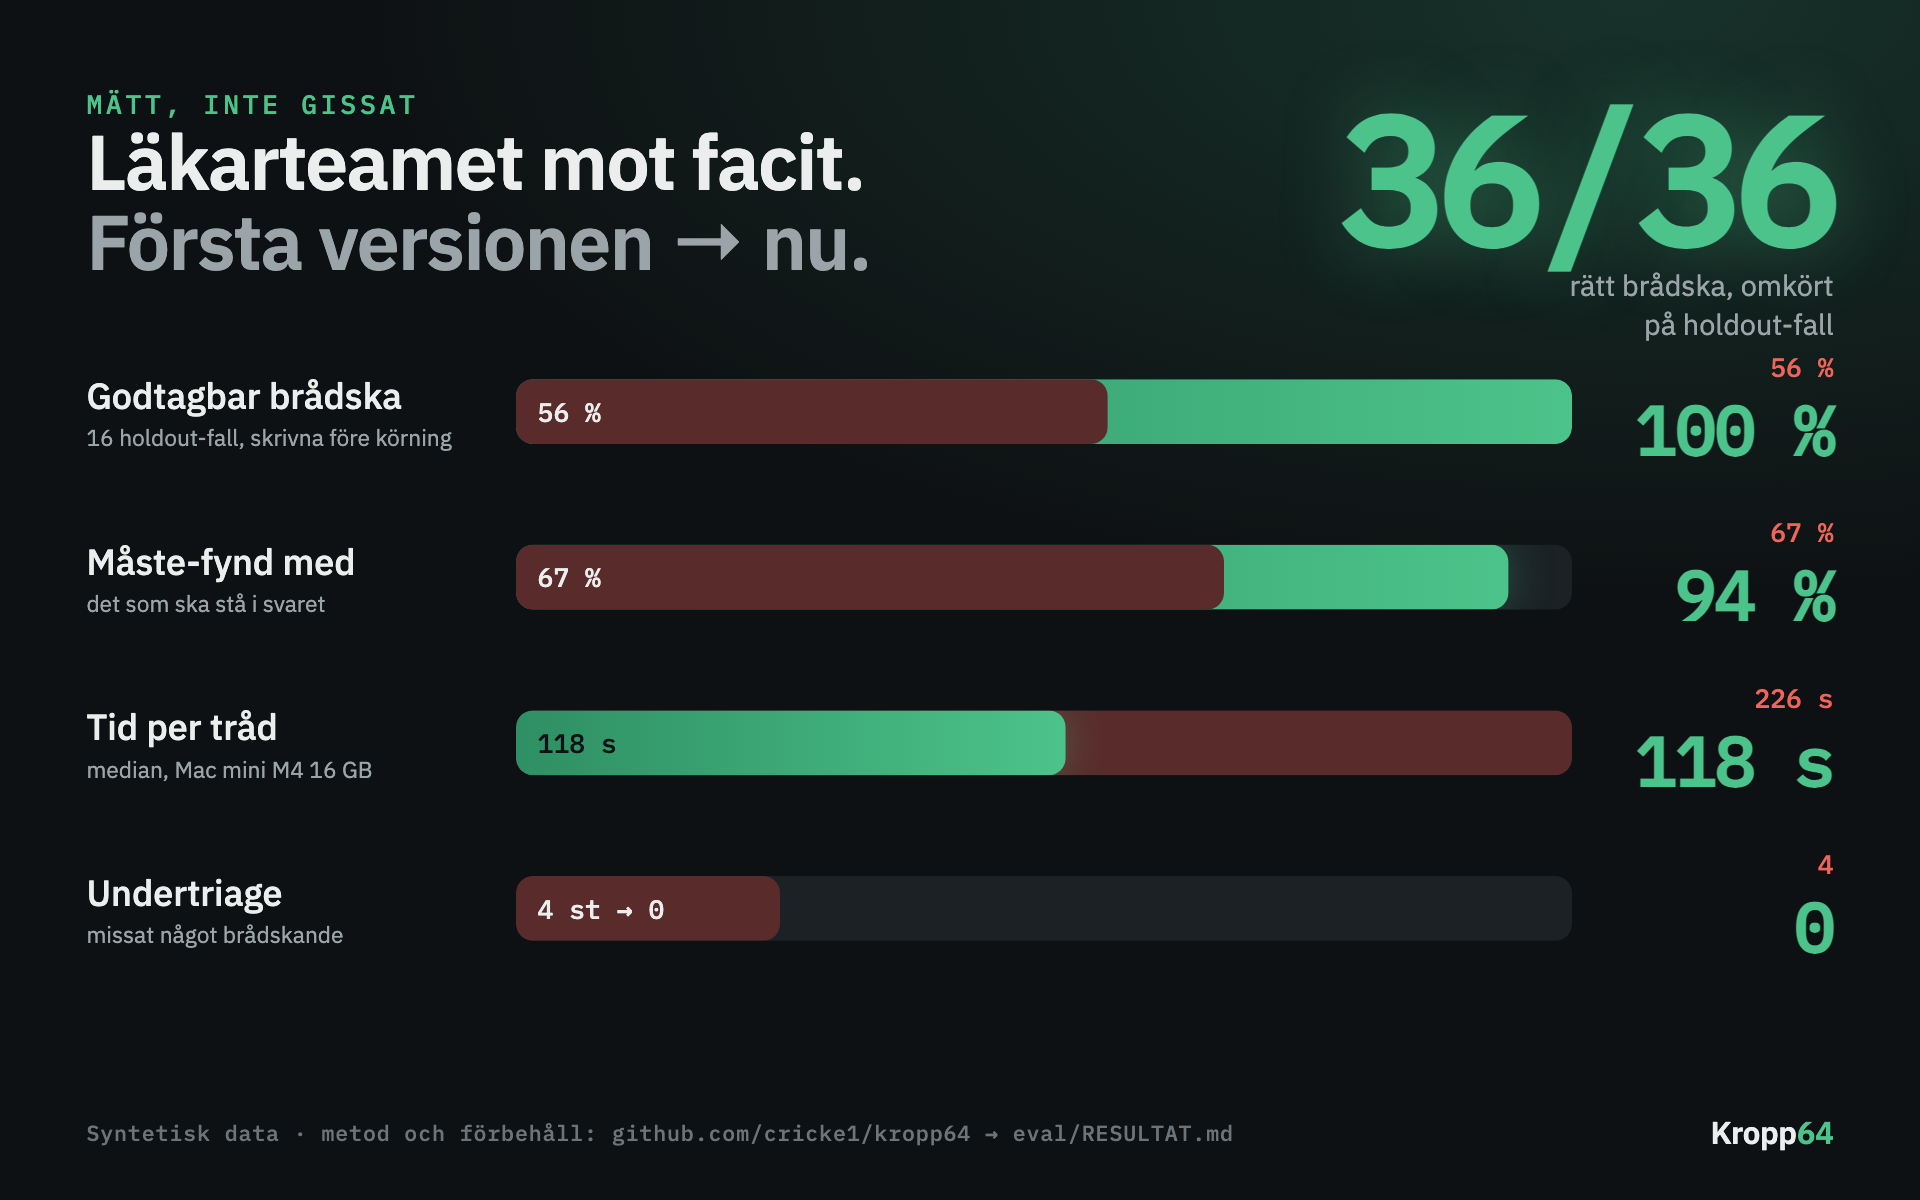 MÄTT, INTE GISSAT
Läkarteamet mot facit.
Första versionen → nu.
36/36
rätt brådska, omkört
på holdout-fall
Godtagbar brådska
16 holdout-fall, skrivna före körning
56 %
56 %
100 %
Måste-fynd med
det som ska stå i svaret
67 %
67 %
94 %
Tid per tråd
median, Mac mini M4 16 GB
118 s
226 s
118 s
Undertriage
missat något brådskande
4 st → 0
4
0
Syntetisk data · metod och förbehåll: github.com/cricke1/kropp64 → eval/RESULTAT.md
Kropp64